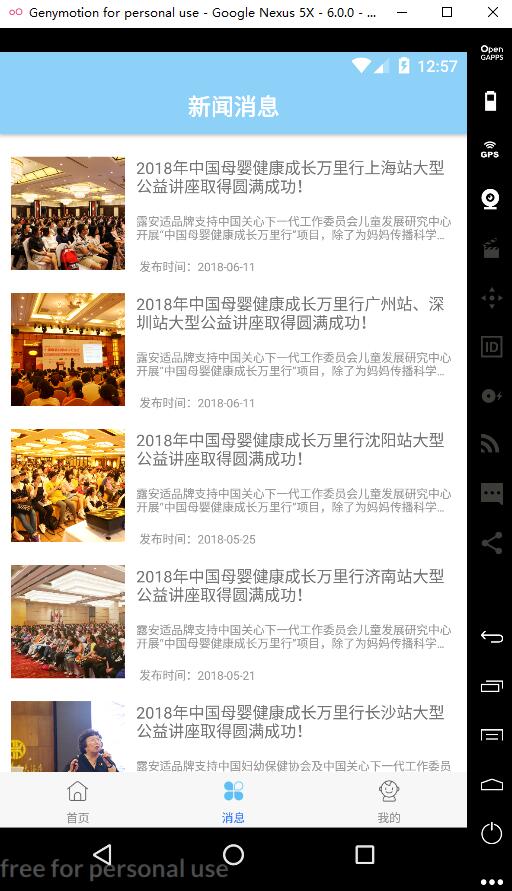 Genymotion for personal use - Google Nexus 5X - 6.0.0 - ...
Open
GAPPS
12:57
新闻消息
GPS
ID
2018年中国母婴健康成长万里行上海站大型
公益讲座取得圆满成功！
露安适品牌支持中国关心下一代工作委员会儿童发展研究中心
开展“中国母婴健康成长万里行”项目，除了为妈妈传播科学...
发布时间：2018-06-11
2018年中国母婴健康成长万里行广州站、深
圳站大型公益讲座取得圆满成功！
露安适品牌支持中国关心下一代工作委员会儿童发展研究中心
开展“中国母婴健康成长万里行”项目，除了为妈妈传播科学...
发布时间：2018-06-11
2018年中国母婴健康成长万里行沈阳站大型
公益讲座取得圆满成功！
露安适品牌支持中国关心下一代工作委员会儿童发展研究中心
开展“中国母婴健康成长万里行”项目，除了为妈妈传播科学...
发布时间：2018-05-25
2018年中国母婴健康成长万里行济南站大型
公益讲座取得圆满成功！
露安适品牌支持中国关心下一代工作委员会儿童发展研究中心
开展“中国母婴健康成长万里行”项目，除了为妈妈传播科学...
发布时间：2018-05-21
2018年中国母婴健康成长万里行长沙站大型
公益讲座取得圆满成功！
露安适品牌支持中国妇幼保健协会及中国关心下一代工作委员
首页
消息
我的
free for personal use